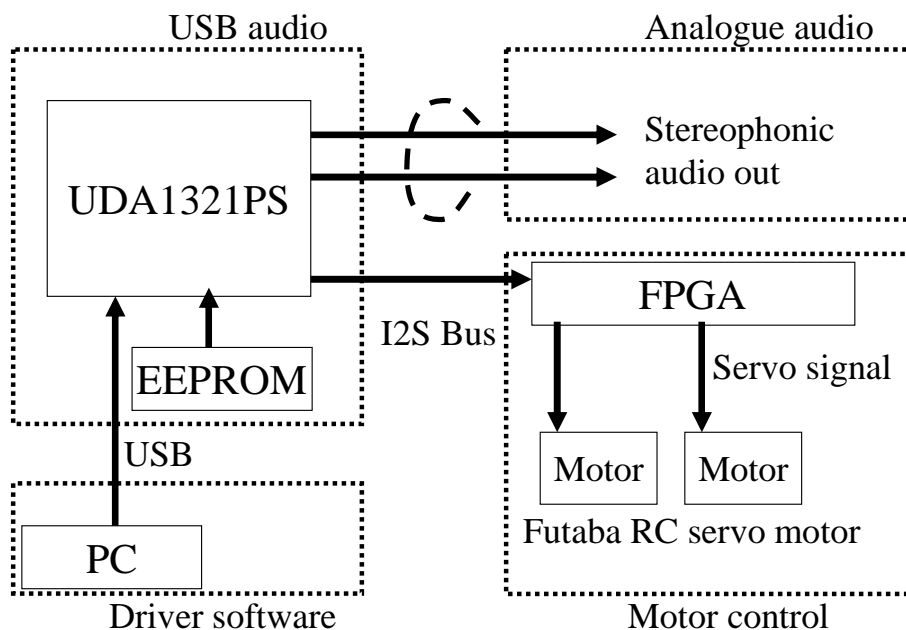 USB audio
UDA1321PS
EEPROM
USB
PC
Driver software
Analogue audio
Stereophonic
audio out
I2S Bus
FPGA
Servo signal
Motor
Motor
Futaba RC servo motor
Motor control